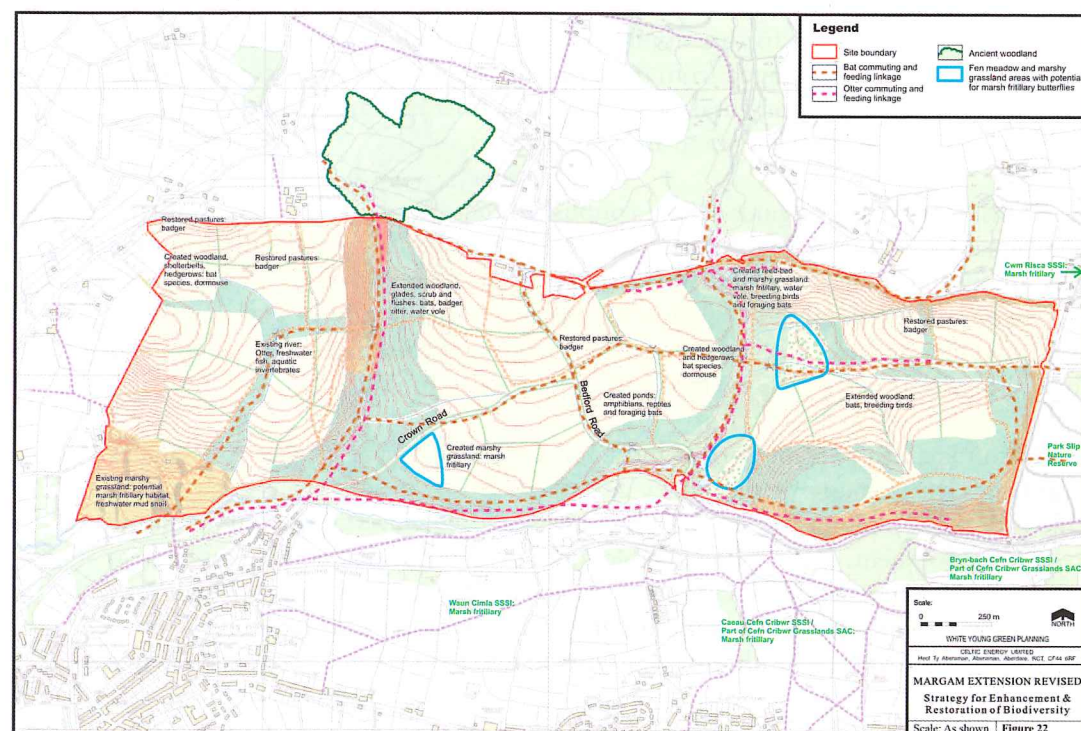 Legend
Site boundary
Bat commuting and
feeding linkage
Otter commuting and
feeding linkage
Ancient woodland
Fen meadow and marshy
grassland areas with potential
for marsh fritillary butterflies
Restored pastures:
badger
Created woodland,
shelterbelts,
hedgerows: bat
species, dormouse
Restored pastures:
badger
Extended woodland,
glades, scrub and
flushes: bats, badger
otter, water vole
Existing river:
Otter, freshwater
fish, aquatic
invertebrates
Existing marshy
grassland: potential
marsh fritillary habitat,
freshwater mud snail
Crown Road
Created marshy
grassland: marsh
fritillary
Bedford Road
Restored pastures:
badger
Created ponds:
amphibians, reptiles
and foraging bats
Created woodland
and hedgerows:
bat species,
dormouse
Created reed-bed
and marshy grassland:
marsh fritillary, water
vole, breeding birds
and foraging bats
Restored pastures:
badger
Extended woodland:
bats, breeding birds
Cwm Risca SSSI:
Marsh fritillary
Park Slip
Nature
Reserve
Bryn-bach Cefn Cribwr SSSI /
Part of Cefn Cribwr Grasslands SAC:
Marsh fritillary
Waun Cimla SSSI:
Marsh fritillary
Caeau Cefn Cribwr SSSI /
Part of Cefn Cribwr Grasslands SAC:
Marsh fritillary
Scale:
0 250 m
NORTH
WHITE YOUNG GREEN PLANNING
CELTIC ENERGY LIMITED
Heol Ty Aberaman, Aberaman, Aberdare, RCT, CF44 6RF
MARGAM EXTENSION REVISED
Strategy for Enhancement &
Restoration of Biodiversity
Scale: As shown Figure 22